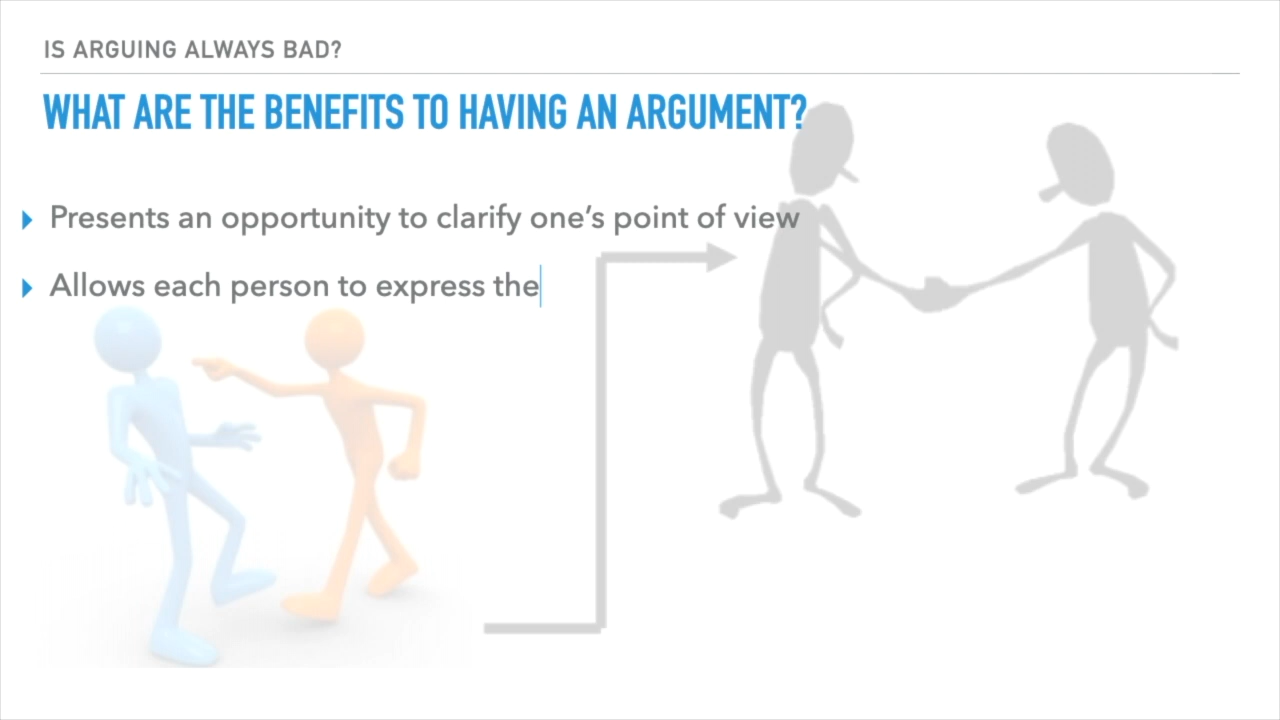 IS ARGUING ALWAYS BAD?
WHAT ARE THE BENEFITS TO HAVING AN ARGUMENT?
Presents an opportunity to clarify one’s point of view
Allows each person to express the